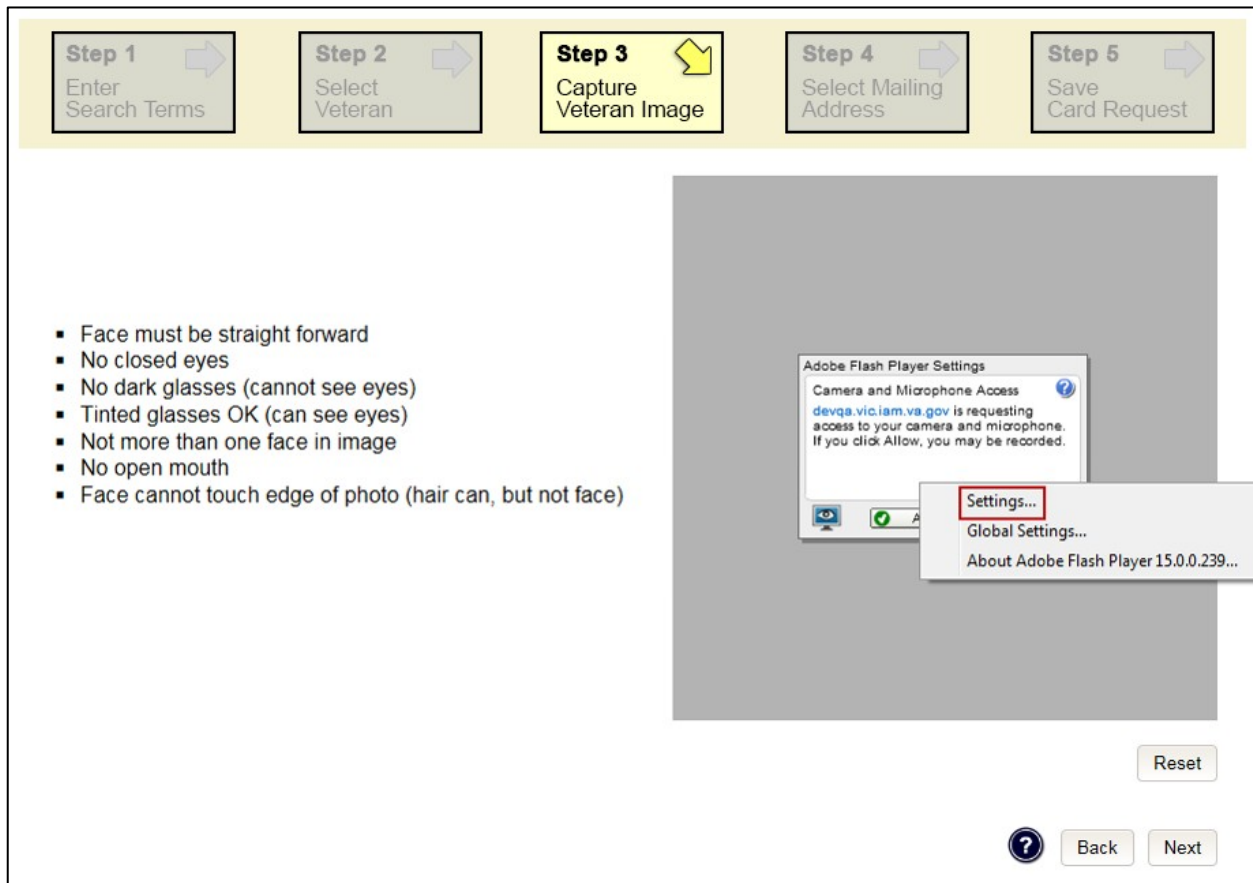 Step 1
Enter
Search Terms
Step 2
Select
Veteran
Step 3
Capture
Veteran Image
Step 4
Select Mailing
Address
Step 5
Save
Card Request
Face must be straight forward
No closed eyes
No dark glasses (cannot see eyes)
Tinted glasses OK (can see eyes)
Not more than one face in image
No open mouth
Face cannot touch edge of photo (hair can, but not face)
Adobe Flash Player Settings
Camera and Microphone Access
devqa.vic.iam.va.gov is requesting
access to your camera and microphone.
If you click Allow, you may be recorded.
Settings...
Global Settings...
About Adobe Flash Player 15.0.0.239...
Reset
Back
Next